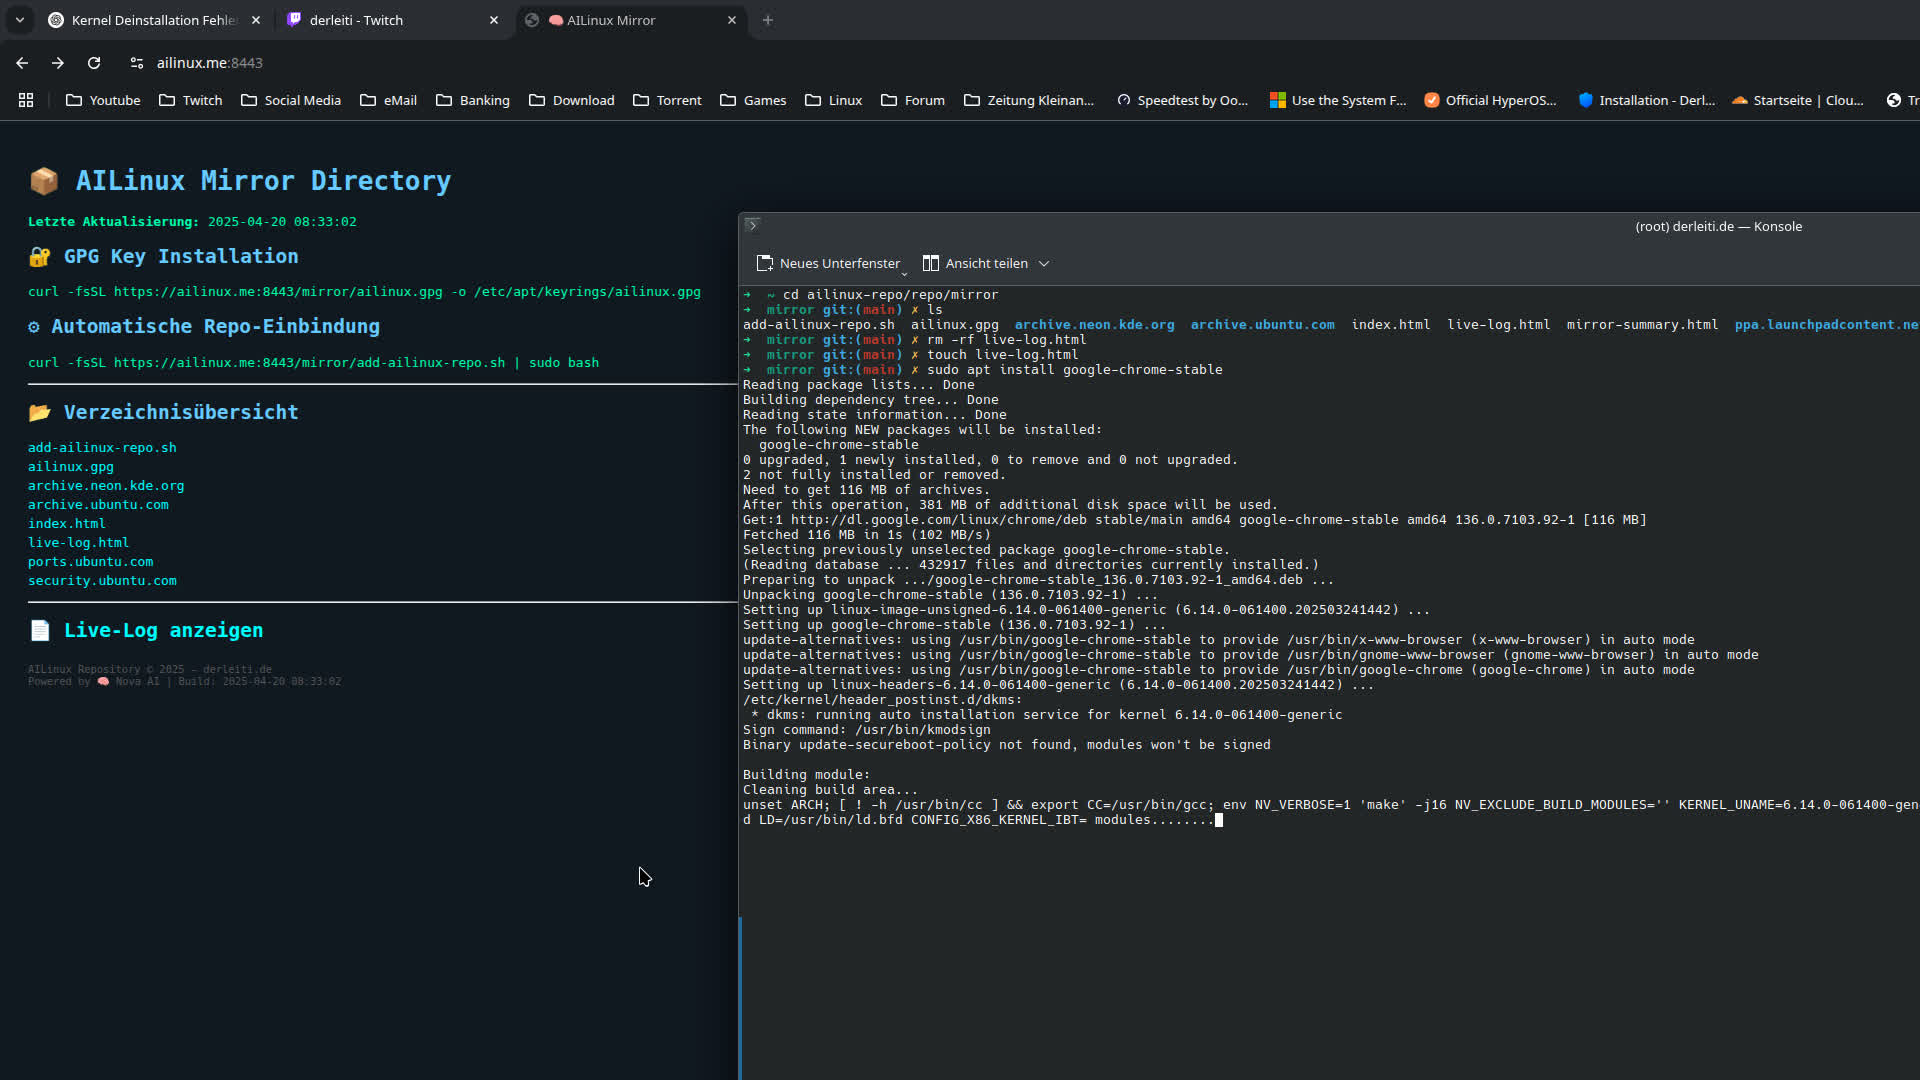 Kernel Deinstallation Fehle
derleiti - Twitch
AILinux Mirror
ailinux.me:8443
Youtube
Twitch
Social Media
eMail
Banking
Download
Torrent
Games
Linux
Forum
Zeitung Kleinan...
Speedtest by Oo...
Use the System F...
Official HyperOS...
Installation - Derl...
Startseite | Clou...
Tr
AILinux Mirror Directory
Letzte Aktualisierung: 2025-04-20 08:33:02
GPG Key Installation
curl -fsSL https://ailinux.me:8443/mirror/ailinux.gpg -o /etc/apt/keyrings/ailinux.gpg
Automatische Repo-Einbindung
curl -fsSL https://ailinux.me:8443/mirror/add-ailinux-repo.sh | sudo bash
Verzeichnisübersicht
add-ailinux-repo.sh
ailinux.gpg
archive.neon.kde.org
archive.ubuntu.com
index.html
live-log.html
ports.ubuntu.com
security.ubuntu.com
Live-Log anzeigen
AILinux Repository © 2025 - derleiti.de
Powered by 🧠 Nova AI | Build: 2025-04-20 08:33:02
(root) derleiti.de — Konsole
Neues Unterfenster
Ansicht teilen
➜  ~ cd ailinux-repo/repo/mirror
➜  mirror git:(main) ✗ ls
add-ailinux-repo.sh  ailinux.gpg  archive.neon.kde.org  archive.ubuntu.com  index.html  live-log.html  mirror-summary.html  ppa.launchpadcontent.ne
➜  mirror git:(main) ✗ rm -rf live-log.html
➜  mirror git:(main) ✗ touch live-log.html
➜  mirror git:(main) ✗ sudo apt install google-chrome-stable
Reading package lists... Done
Building dependency tree... Done
Reading state information... Done
The following NEW packages will be installed:
  google-chrome-stable
0 upgraded, 1 newly installed, 0 to remove and 0 not upgraded.
2 not fully installed or removed.
Need to get 116 MB of archives.
After this operation, 381 MB of additional disk space will be used.
Get:1 http://dl.google.com/linux/chrome/deb stable/main amd64 google-chrome-stable amd64 136.0.7103.92-1 [116 MB]
Fetched 116 MB in 1s (102 MB/s)
Selecting previously unselected package google-chrome-stable.
(Reading database ... 432917 files and directories currently installed.)
Preparing to unpack .../google-chrome-stable_136.0.7103.92-1_amd64.deb ...
Unpacking google-chrome-stable (136.0.7103.92-1) ...
Setting up linux-image-unsigned-6.14.0-061400-generic (6.14.0-061400.202503241442) ...
Setting up google-chrome-stable (136.0.7103.92-1) ...
update-alternatives: using /usr/bin/google-chrome-stable to provide /usr/bin/x-www-browser (x-www-browser) in auto mode
update-alternatives: using /usr/bin/google-chrome-stable to provide /usr/bin/gnome-www-browser (gnome-www-browser) in auto mode
update-alternatives: using /usr/bin/google-chrome-stable to provide /usr/bin/google-chrome (google-chrome) in auto mode
Setting up linux-headers-6.14.0-061400-generic (6.14.0-061400.202503241442) ...
/etc/kernel/header_postinst.d/dkms:
 * dkms: running auto installation service for kernel 6.14.0-061400-generic
Sign command: /usr/bin/kmodsign
Binary update-secureboot-policy not found, modules won't be signed
Building module:
Cleaning build area...
unset ARCH; [ ! -h /usr/bin/cc ] && export CC=/usr/bin/gcc; env NV_VERBOSE=1 'make' -j16 NV_EXCLUDE_BUILD_MODULES='' KERNEL_UNAME=6.14.0-061400-gen
d LD=/usr/bin/ld.bfd CONFIG_X86_KERNEL_IBT= modules........